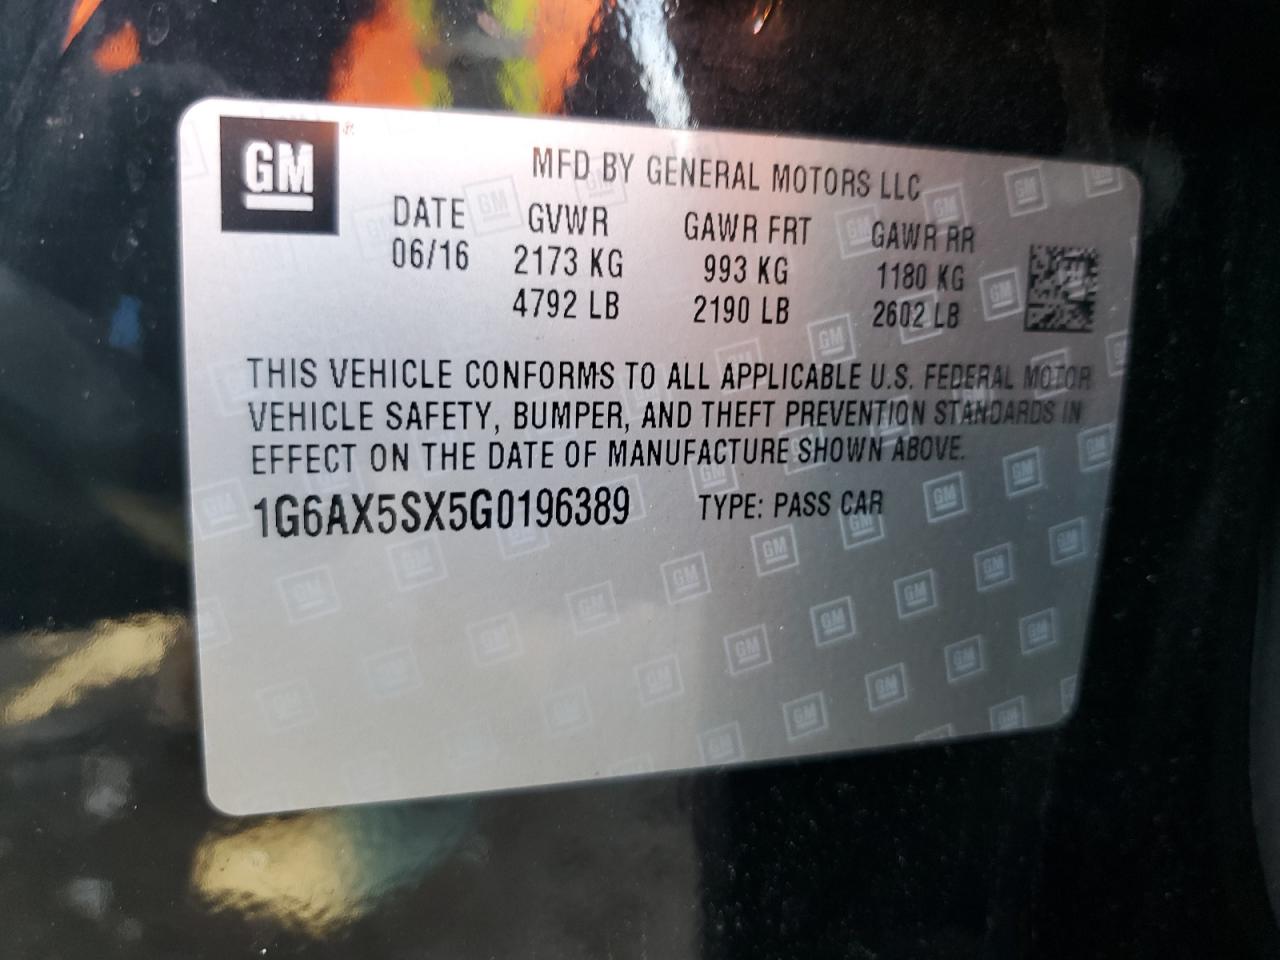 GM
MFD BY GENERAL MOTORS LLC
DATE GVWR GAWR FRT GAWR RR
06/16 2173 KG 993 KG 1180 KG
4792 LB 2190 LB 2602 LB
THIS VEHICLE CONFORMS TO ALL APPLICABLE U.S. FEDERAL MOTOR
VEHICLE SAFETY, BUMPER, AND THEFT PREVENTION STANDARDS IN
EFFECT ON THE DATE OF MANUFACTURE SHOWN ABOVE.
1G6AX5SX5G0196389 TYPE: PASS CAR